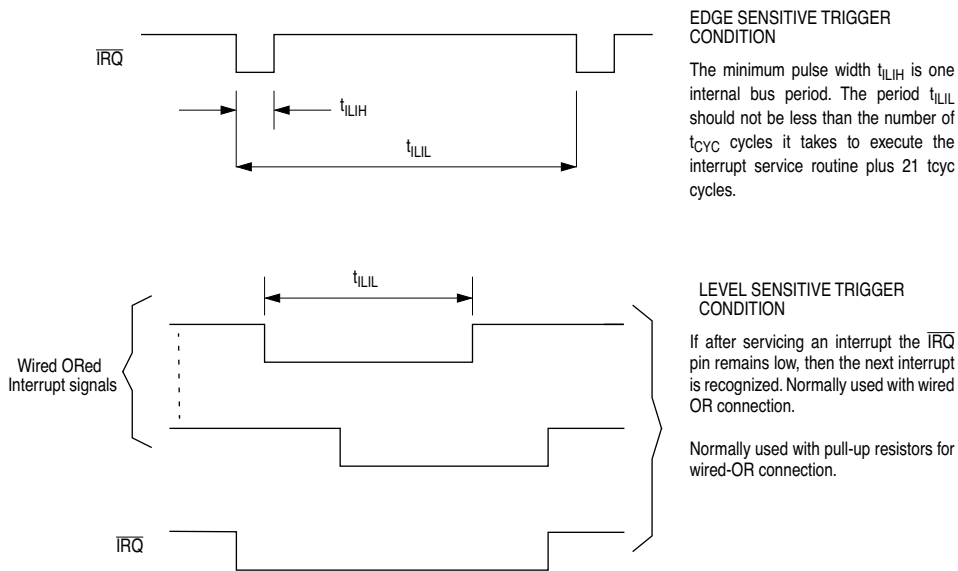 EDGE SENSITIVE TRIGGER
CONDITION
IRQ
The minimum pulse width tILIH is one
internal bus period. The period tILIL
should not be less than the number of
tCYC cycles it takes to execute the
interrupt service routine plus 21 tcyc
cycles.
tILIH
tILIL
tILIL
LEVEL SENSITIVE TRIGGER
CONDITION
If after servicing an interrupt the IRQ
pin remains low, then the next interrupt
is recognized. Normally used with wired
OR connection.
Normally used with pull-up resistors for
wired-OR connection.
Wired ORed
Interrupt signals
IRQ